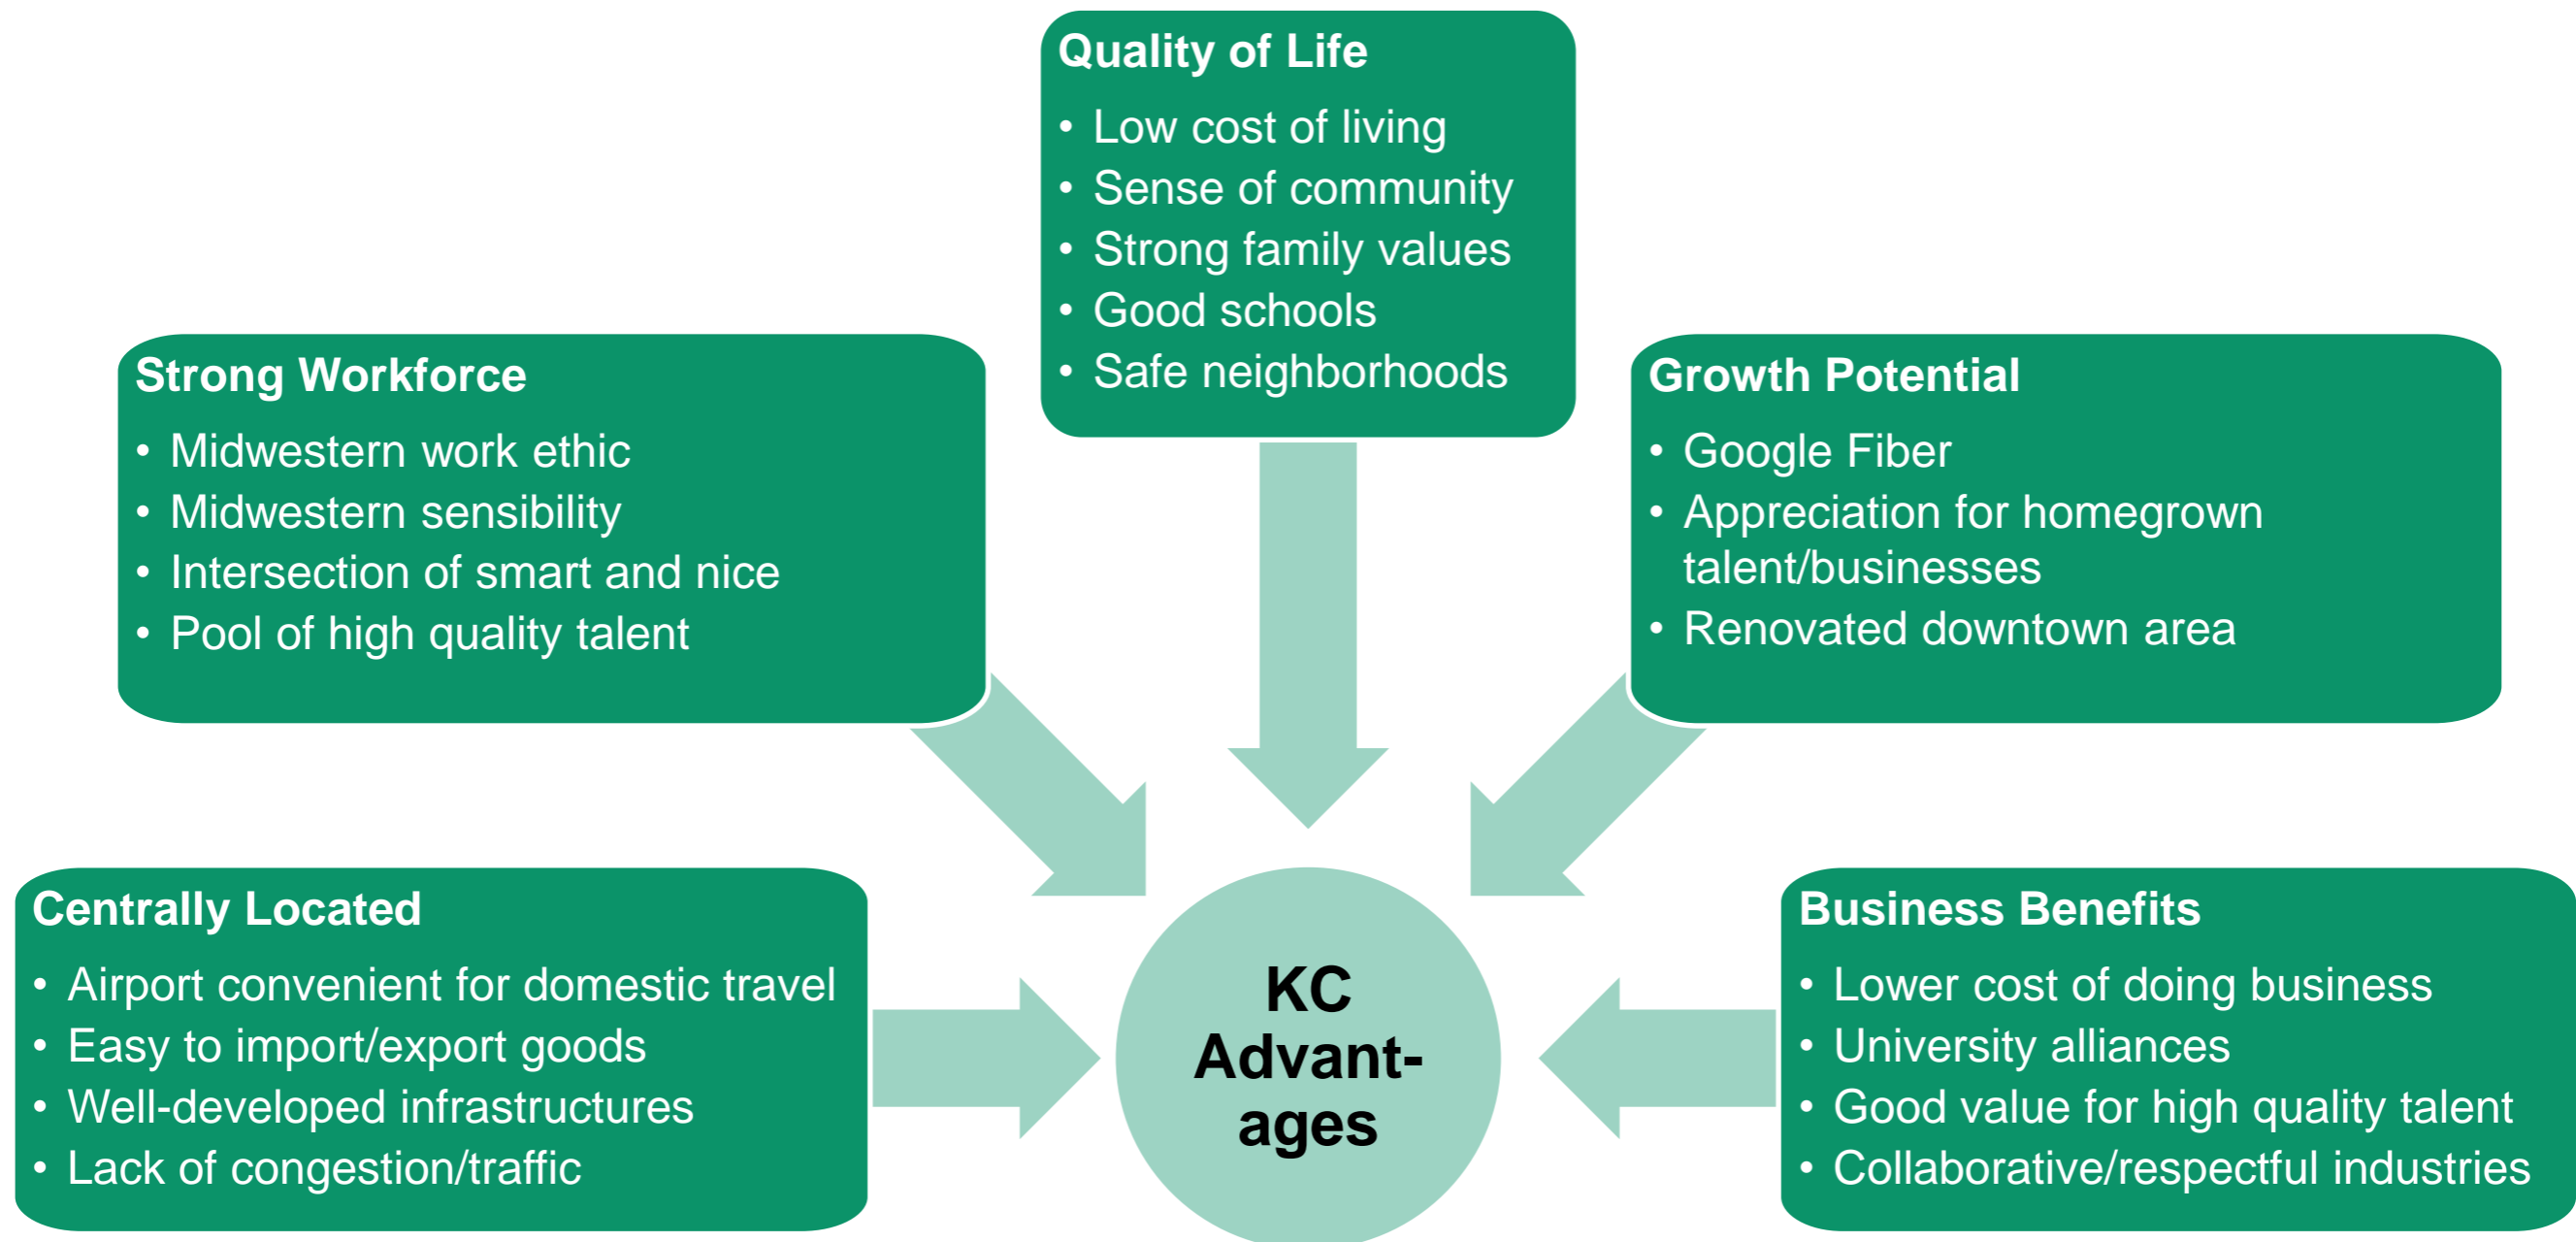 Quality of Life
• Low cost of living
• Sense of community
• Strong family values
• Good schools
• Safe neighborhoods
Strong Workforce
• Midwestern work ethic
• Midwestern sensibility
• Intersection of smart and nice
• Pool of high quality talent
Growth Potential
• Google Fiber
• Appreciation for homegrown
talent/businesses
• Renovated downtown area
Centrally Located
• Airport convenient for domestic travel
• Easy to import/export goods
• Well-developed infrastructures
• Lack of congestion/traffic
KC
Advant-
ages
Business Benefits
• Lower cost of doing business
• University alliances
• Good value for high quality talent
• Collaborative/respectful industries